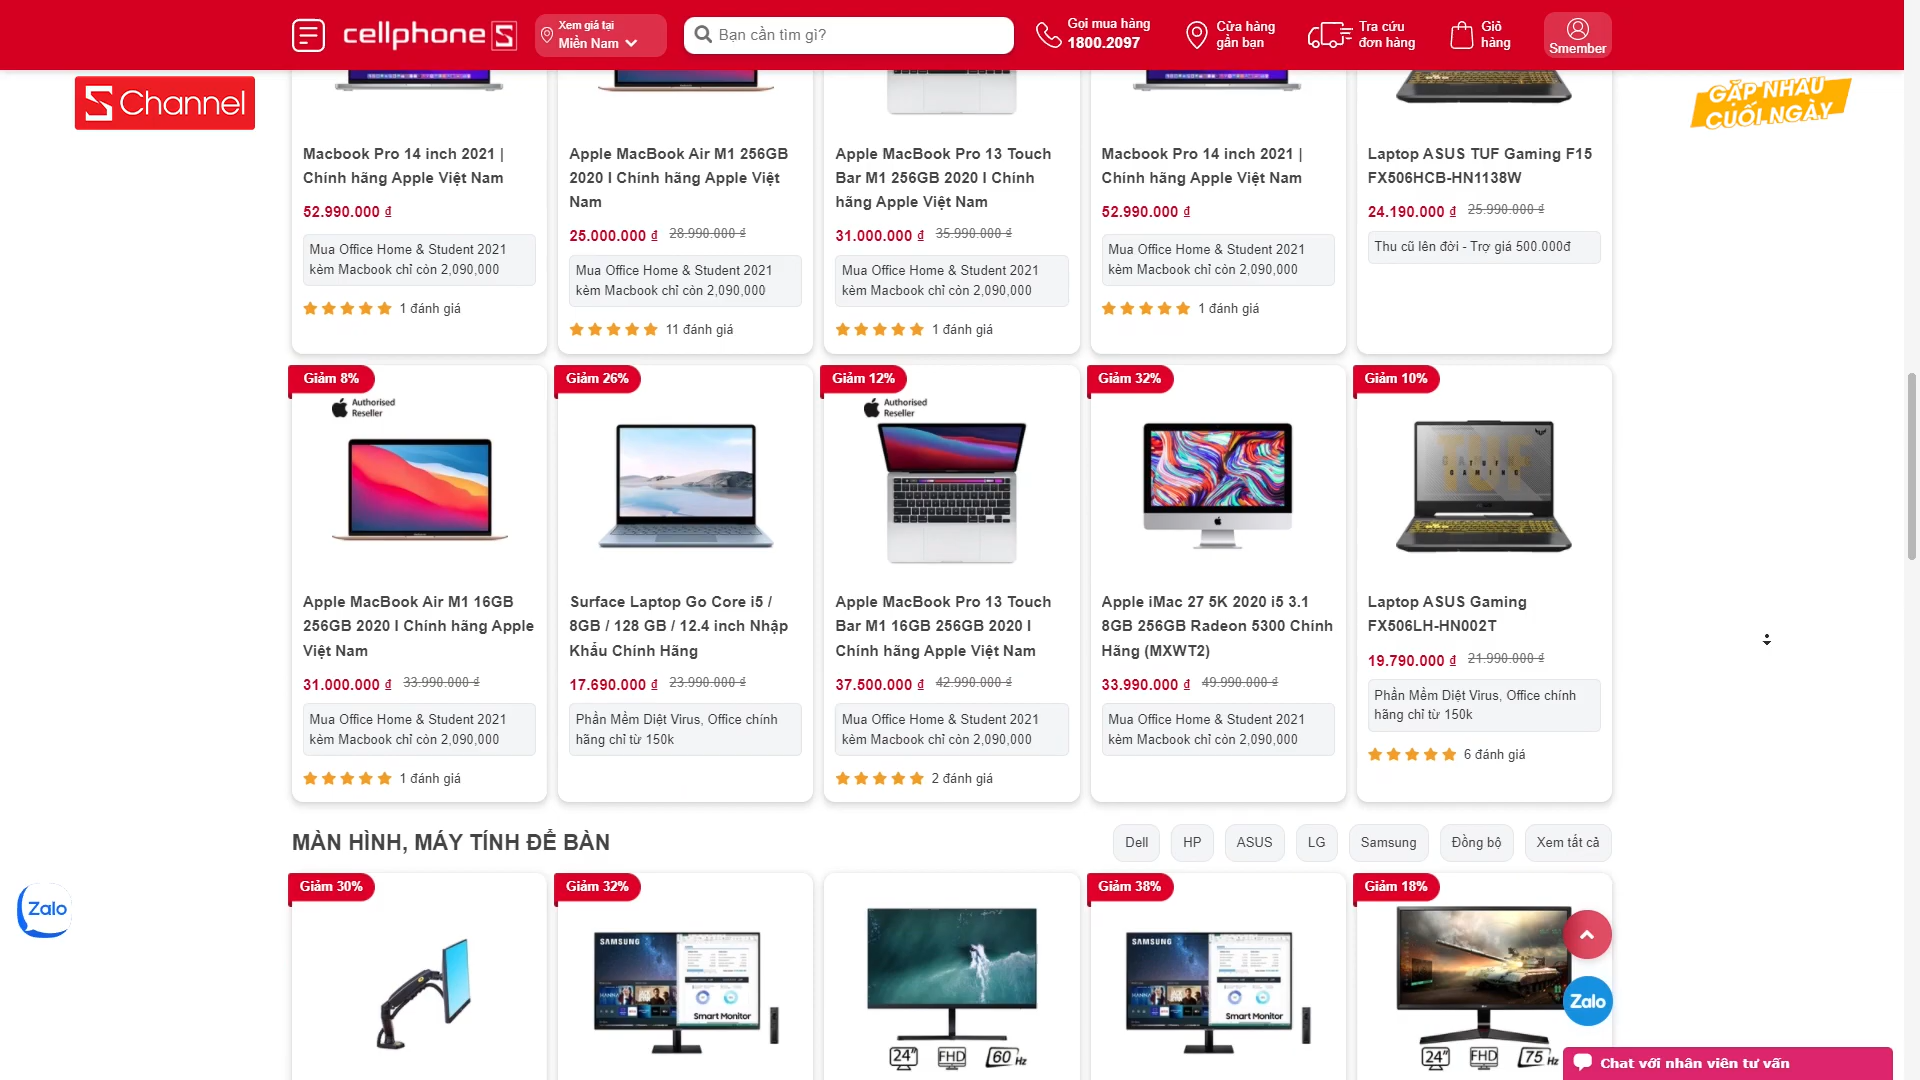 cellphoneS
Xem giá tại
Miền Nam
Bạn cần tìm gì?
Gọi mua hàng
1800.2097
Cửa hàng
gần bạn
Tra cứu
đơn hàng
Giỏ
hàng
Smember
S Channel
GẶP NHAU
CUỐI NGÀY
Macbook Pro 14 inch 2021 |
Chính hãng Apple Việt Nam
52.990.000 ₫
Mua Office Home & Student 2021
kèm Macbook chỉ còn 2,090,000
1 đánh giá
Apple MacBook Air M1 256GB
2020 I Chính hãng Apple Việt
Nam
25.000.000 ₫ 28.990.000 ₫
Mua Office Home & Student 2021
kèm Macbook chỉ còn 2,090,000
11 đánh giá
Apple MacBook Pro 13 Touch
Bar M1 256GB 2020 I Chính
hãng Apple Việt Nam
31.000.000 ₫ 35.990.000 ₫
Mua Office Home & Student 2021
kèm Macbook chỉ còn 2,090,000
1 đánh giá
Macbook Pro 14 inch 2021 |
Chính hãng Apple Việt Nam
52.990.000 ₫
Mua Office Home & Student 2021
kèm Macbook chỉ còn 2,090,000
1 đánh giá
Laptop ASUS TUF Gaming F15
FX506HCB-HN1138W
24.190.000 ₫ 25.990.000 ₫
Thu cũ lên đời - Trợ giá 500.000đ
Giảm 8%
Authorised
Reseller
Apple MacBook Air M1 16GB
256GB 2020 I Chính hãng Apple
Việt Nam
31.000.000 ₫ 33.990.000 ₫
Mua Office Home & Student 2021
kèm Macbook chỉ còn 2,090,000
1 đánh giá
Giảm 26%
Surface Laptop Go Core i5 /
8GB / 128 GB / 12.4 inch Nhập
Khẩu Chính Hãng
17.690.000 ₫ 23.990.000 ₫
Phần Mềm Diệt Virus, Office chính
hãng chỉ từ 150k
Giảm 12%
Authorised
Reseller
Apple MacBook Pro 13 Touch
Bar M1 16GB 256GB 2020 I
Chính hãng Apple Việt Nam
37.500.000 ₫ 42.990.000 ₫
Mua Office Home & Student 2021
kèm Macbook chỉ còn 2,090,000
2 đánh giá
Giảm 32%
Apple iMac 27 5K 2020 i5 3.1
8GB 256GB Radeon 5300 Chính
Hãng (MXWT2)
33.990.000 ₫ 49.990.000 ₫
Mua Office Home & Student 2021
kèm Macbook chỉ còn 2,090,000
Giảm 10%
TUF
GAMING
Laptop ASUS Gaming
FX506LH-HN002T
19.790.000 ₫ 21.990.000 ₫
Phần Mềm Diệt Virus, Office chính
hãng chỉ từ 150k
6 đánh giá
MÀN HÌNH, MÁY TÍNH ĐỂ BÀN
Dell
HP
ASUS
LG
Samsung
Đồng bộ
Xem tất cả
Giảm 30%
Giảm 32%
SAMSUNG
Smart Monitor
24"
FHD
60 Hz
Giảm 38%
SAMSUNG
Smart Monitor
Giảm 18%
24"
FHD
75 Hz
Zalo
Zalo
Chat với nhân viên tư vấn